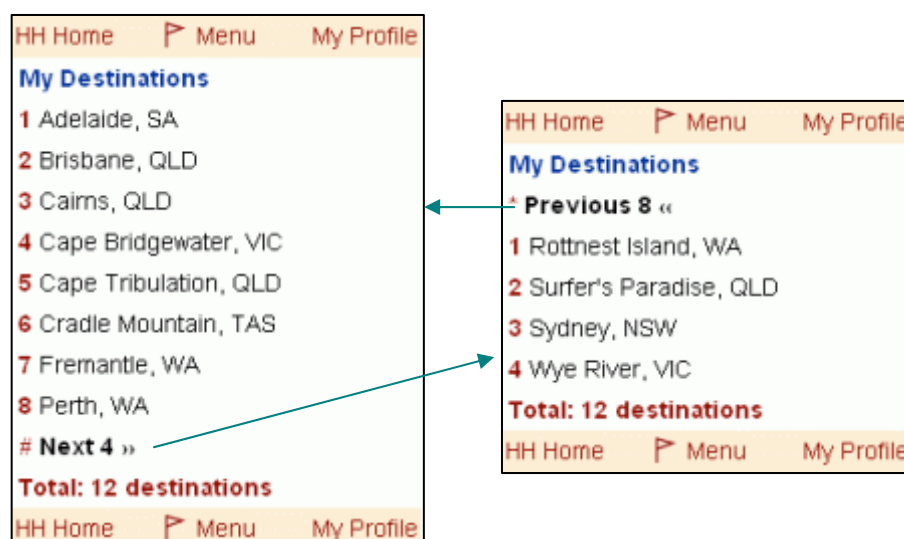 HH Home Menu My Profile
My Destinations
1 Adelaide, SA
2 Brisbane, QLD
3 Cairns, QLD
4 Cape Bridgewater, VIC
5 Cape Tribulation, QLD
6 Cradle Mountain, TAS
7 Fremantle, WA
8 Perth, WA
# Next 4 »
Total: 12 destinations
HH Home Menu My Profile
HH Home Menu My Profile
My Destinations
* Previous 8 «
1 Rottnest Island, WA
2 Surfer's Paradise, QLD
3 Sydney, NSW
4 Wye River, VIC
Total: 12 destinations
HH Home Menu My Profile